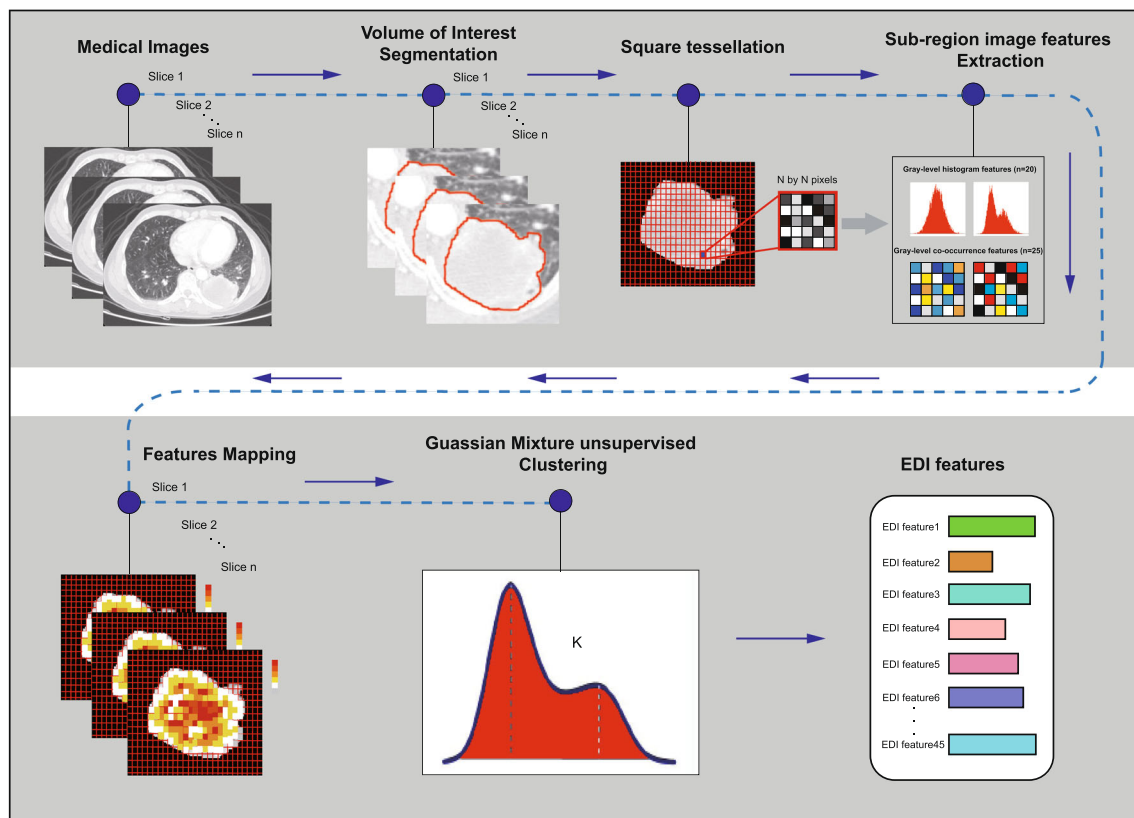 Medical Images
Slice 1
Slice 2
Slice n
Volume of Interest
Segmentation
Slice 1
Slice 2
Slice n
Square tessellation
N by N pixels
Sub-region image features
Extraction
Gray-level histogram features (n=20)
Gray-level co-occurrence features (n=25)
Features Mapping
Slice 1
Slice 2
Slice n
Guassian Mixture unsupervised
Clustering
K
EDI features
EDI feature1
EDI feature2
EDI feature3
EDI feature4
EDI feature5
EDI feature6
EDI feature45